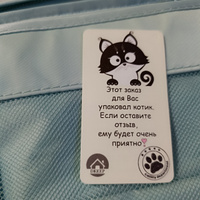 Этот заказ
для Вас
упаковал котик.
Если оставите
отзыв,
ему будет очень
приятно